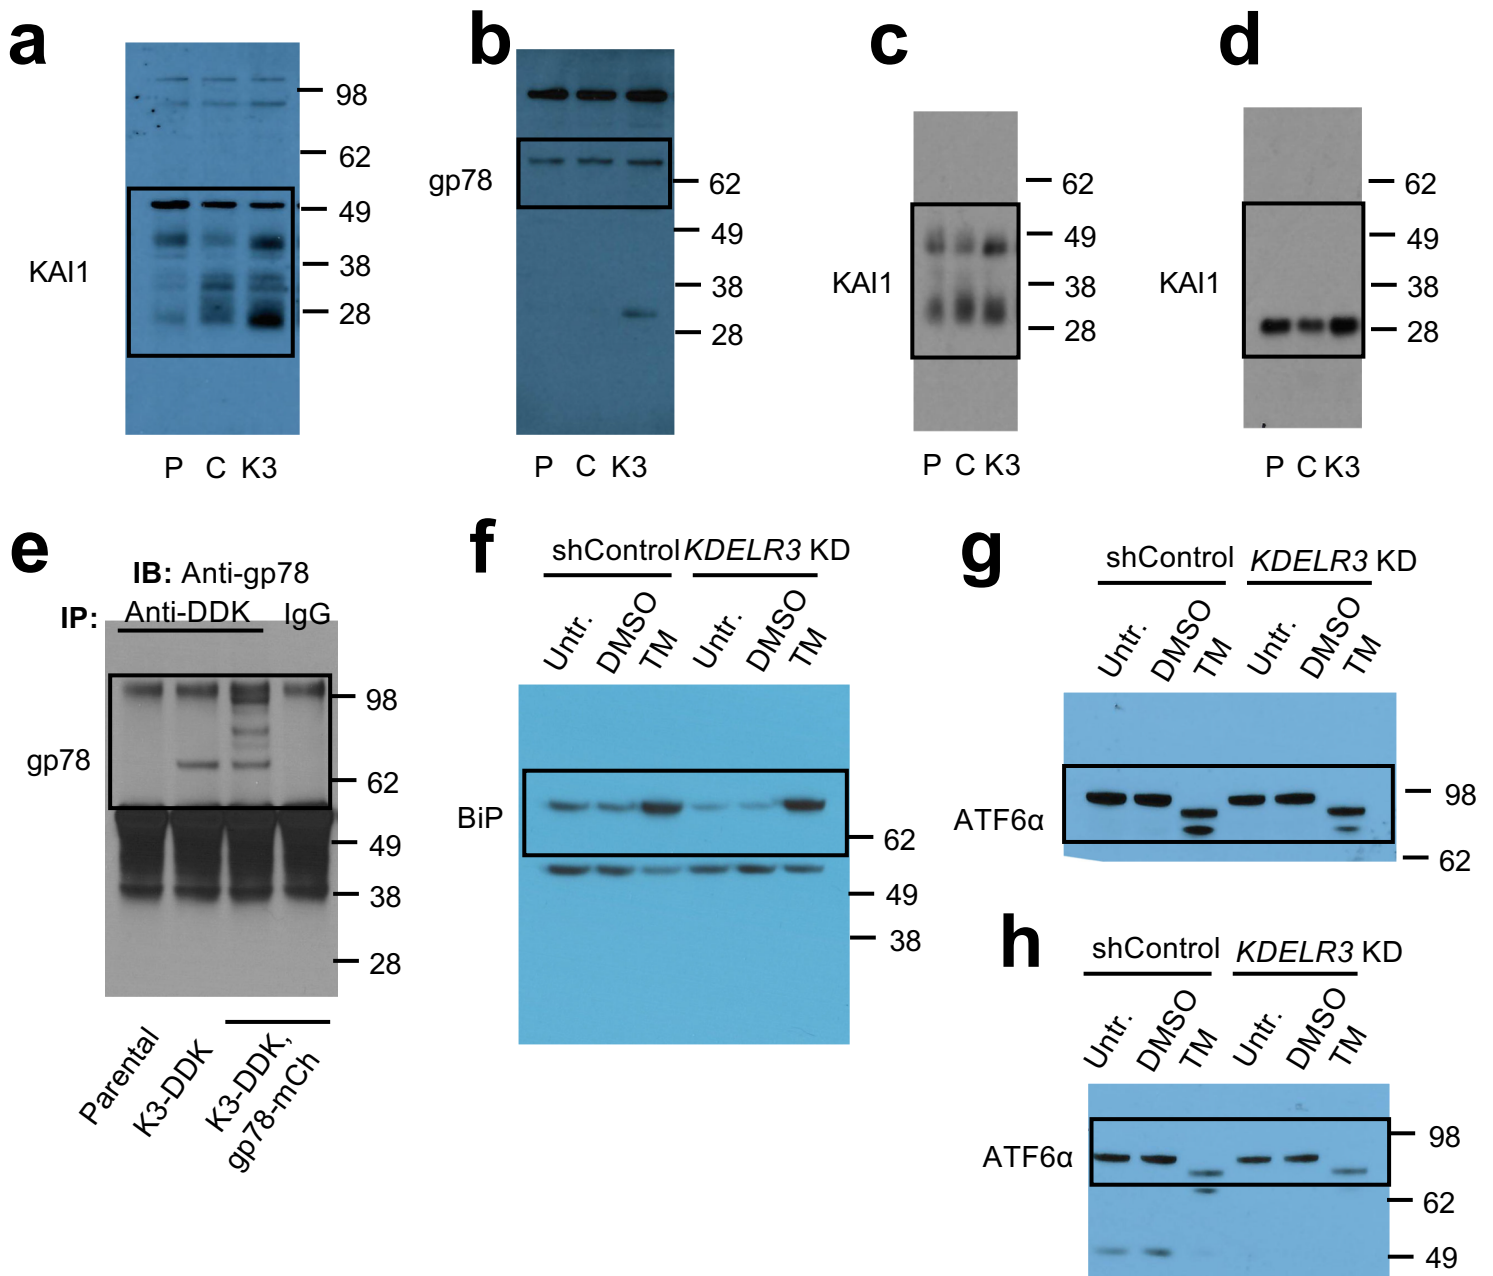 a
98
62
49
38
28
KAI1
P C K3
b
gp78
62
49
38
28
P C K3
c
KAI1
62
49
38
28
P C K3
d
KAI1
62
49
38
28
P C K3
e
IB: Anti-gp78
IP: Anti-DDK IgG
gp78
98
62
49
38
28
Parental
K3-DDK
K3-DDK,
gp78-mCh
f
shControl KDELR3 KD
Untr. DMSO TM Untr. DMSO TM
BiP
62
49
38
g
shControl KDELR3 KD
Untr. DMSO TM Untr. DMSO TM
ATF6α
98
62
h
shControl KDELR3 KD
Untr. DMSO TM Untr. DMSO TM
ATF6α
98
62
49